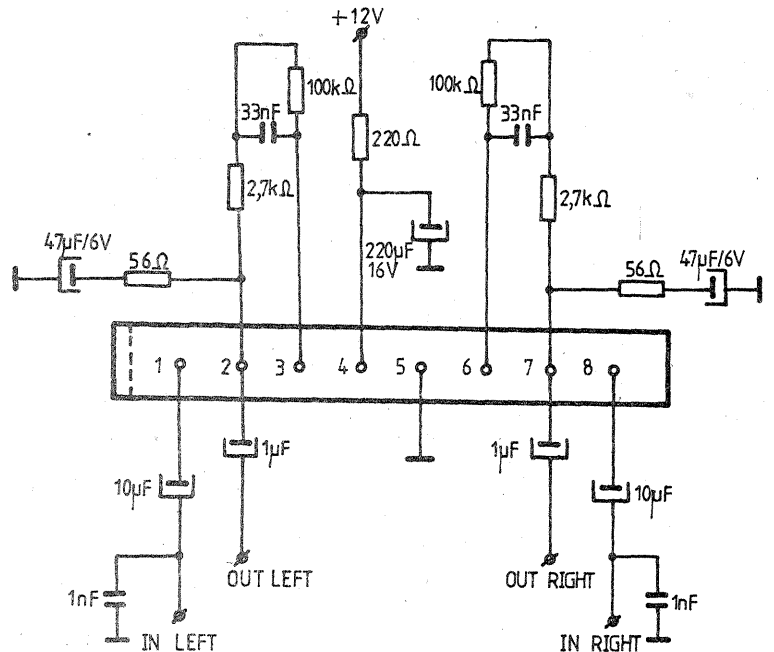 +12V
100kΩ
33nF
220Ω
2,7kΩ
47µF/6V
56Ω
220µF
16V
100kΩ
33nF
2,7kΩ
56Ω
47µF/6V
1 2 3 4 5 6 7 8
1µF
10µF
1nF
OUT LEFT
IN LEFT
1µF
10µF
1nF
OUT RIGHT
IN RIGHT